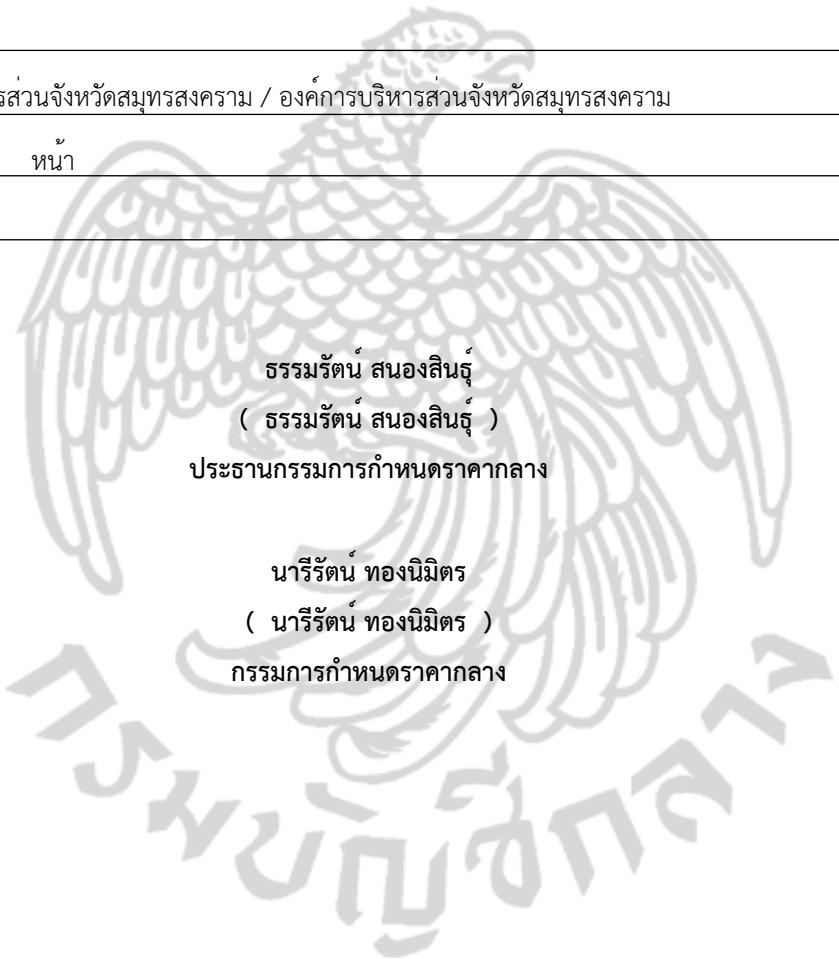 รส่วนจังหวัดสมุทรสงคราม / องค์การบริหารส่วนจังหวัดสมุทรสงคราม
หน้า
ธรรมรัตน์ สนองสินธุ์
( ธรรมรัตน์ สนองสินธุ์ )
ประธานกรรมการกำหนดราคากลาง
นารีรัตน์ ทองนิมิตร
( นารีรัตน์ ทองนิมิตร )
กรรมการกำหนดราคากลาง
กรมบัญชีกลาง